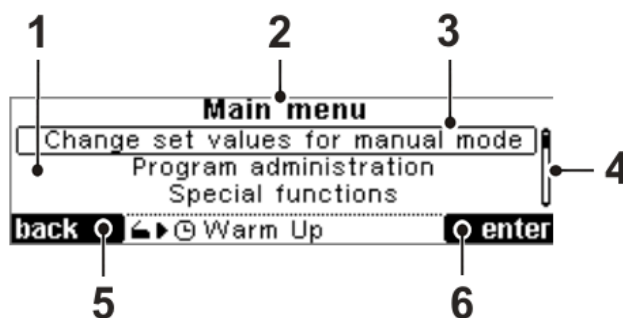 1 2 3
Main menu
Change set values for manual mode
Program administration
4
Special functions
back Warm Up enter
5 6